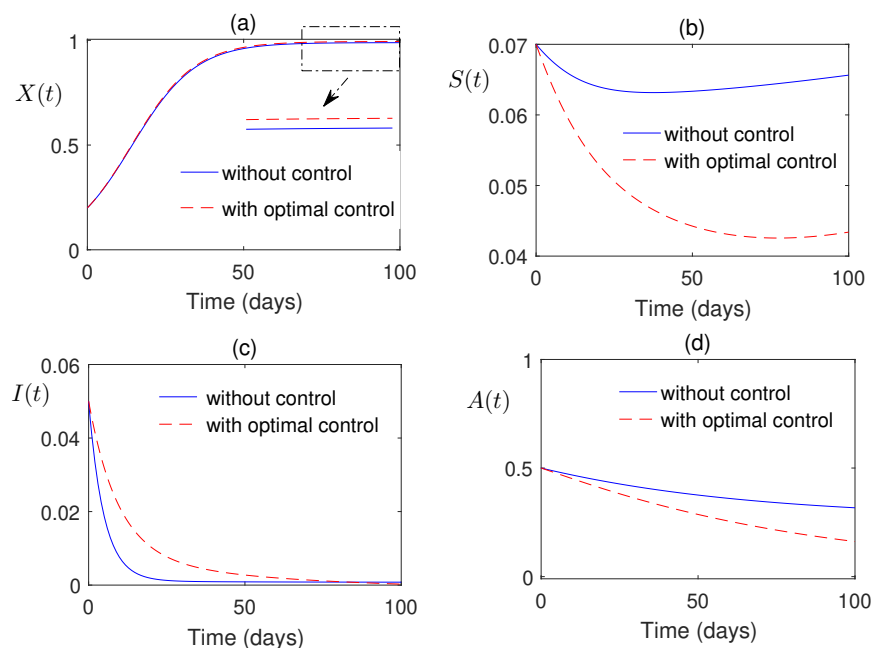 (a)
1
X(t)
0.5
without control
with optimal control
0
0
50
100
Time (days)
(b)
0.07
S(t)
0.06
without control
with optimal control
0.05
0.04
0
50
100
Time (days)
(c)
0.06
I(t)
without control
with optimal control
0.04
0.02
0
0
50
100
Time (days)
(d)
1
A(t)
without control
with optimal control
0.5
0
0
50
100
Time (days)